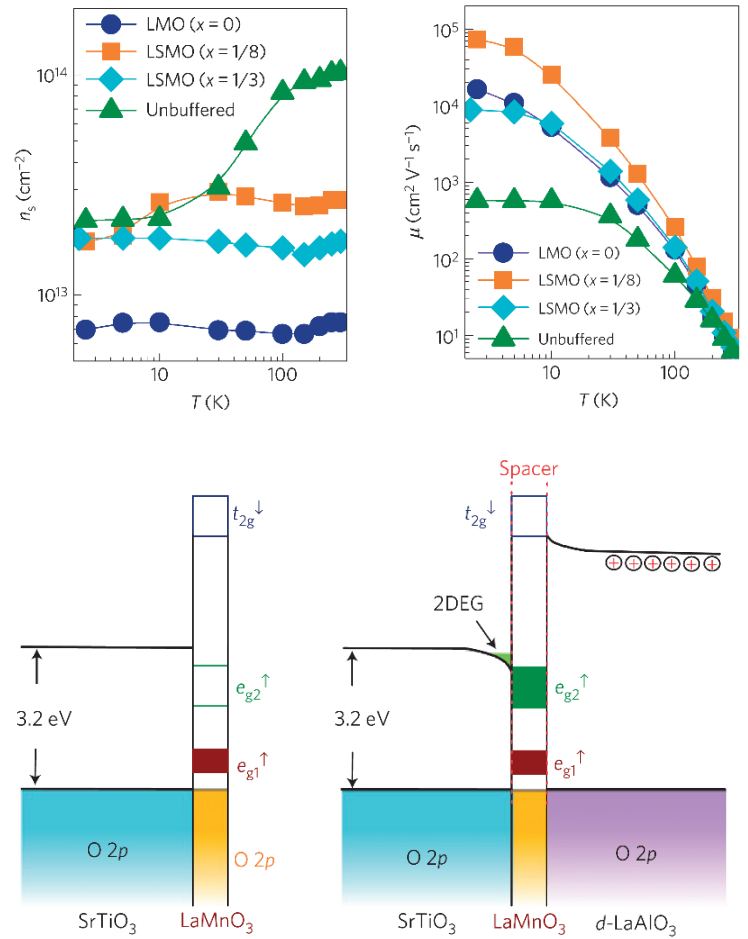 LMO (x = 0)
LSMO (x = 1/8)
LSMO (x = 1/3)
Unbuffered
10¹⁴
10¹³
nₛ (cm⁻²)
10
100
T (K)
10⁵
10⁴
10³
10²
10¹
μ (cm² V⁻¹ s⁻¹)
LMO (x = 0)
LSMO (x = 1/8)
LSMO (x = 1/3)
Unbuffered
10
100
T (K)
t₂g↓
3.2 eV
eg2↑
eg1↑
O 2p
O 2p
SrTiO₃
LaMnO₃
Spacer
t₂g↓
2DEG
3.2 eV
eg2↑
eg1↑
O 2p
O 2p
SrTiO₃
LaMnO₃
d-LaAlO₃
++++++